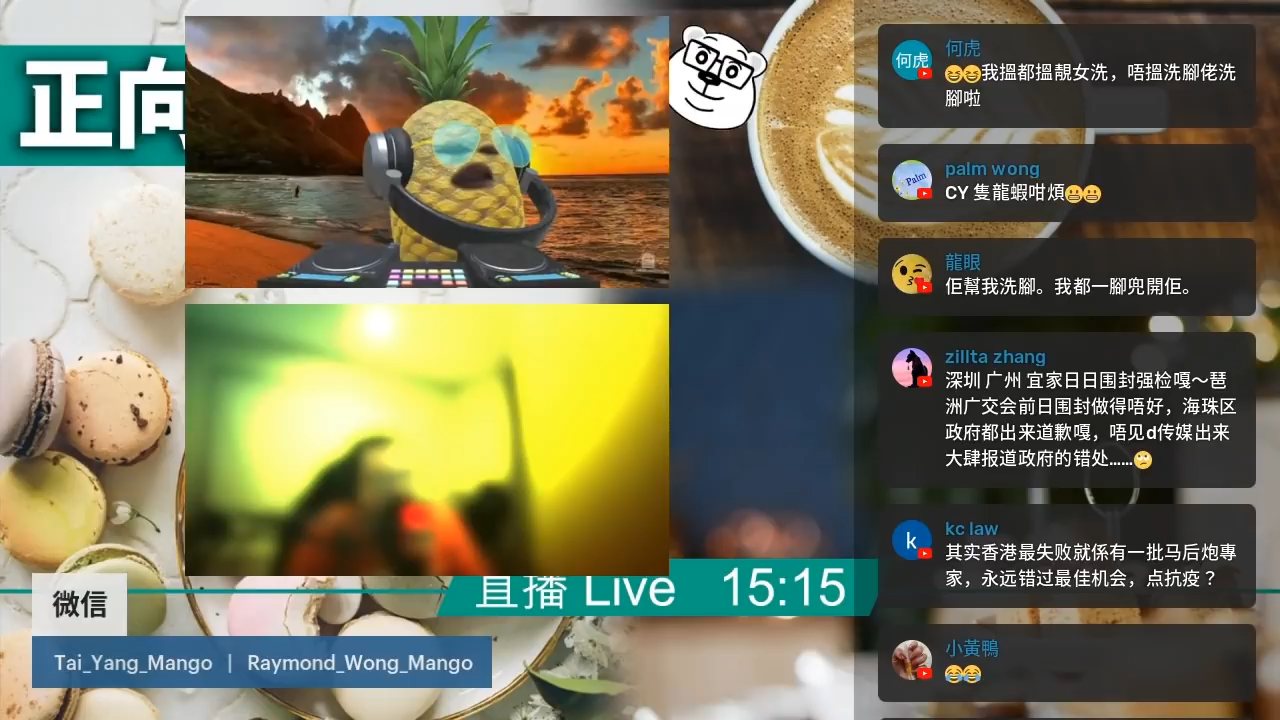 正向
何虎
何虎
😆😆我搵都搵靚女洗，唔搵洗腳佬洗
腳啦
Palm
palm wong
CY 隻龍蝦咁煩😬😬
龍眼
佢幫我洗腳。我都一腳兜開佢。
zillta zhang
深圳 广州 宜家日日围封强检嘎～琶
洲广交会前日围封做得唔好，海珠区
政府都出来道歉嘎，唔见d传媒出来
大肆报道政府的错处……🙄
k
kc law
其实香港最失败就係有一批马后炮專
家，永远错过最佳机会，点抗疫？
小黃鴨
😂😂
直播 Live 15:15
微信
Tai_Yang_Mango | Raymond_Wong_Mango